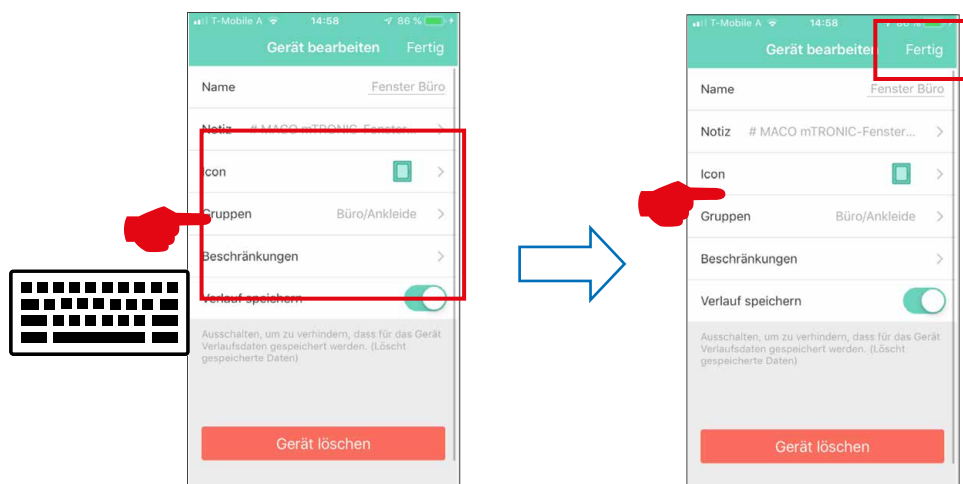 T-Mobile A 14:58 86 %
Gerät bearbeiten Fertig
Name Fenster Büro
Notiz # MACO mTRONIC-Fenster...
Icon
Gruppen Büro/Ankleide
Beschränkungen
Verlauf speichern
Ausschalten, um zu verhindern, dass für das Gerät
Verlaufsdaten gespeichert werden. (Löscht
gespeicherte Daten)
Gerät löschen
T-Mobile A 14:58
Gerät bearbeiten Fertig
Name Fenster Büro
Notiz # MACO mTRONIC-Fenster...
Icon
Gruppen Büro/Ankleide
Beschränkungen
Verlauf speichern
Ausschalten, um zu verhindern, dass für das Gerät
Verlaufsdaten gespeichert werden. (Löscht
gespeicherte Daten)
Gerät löschen